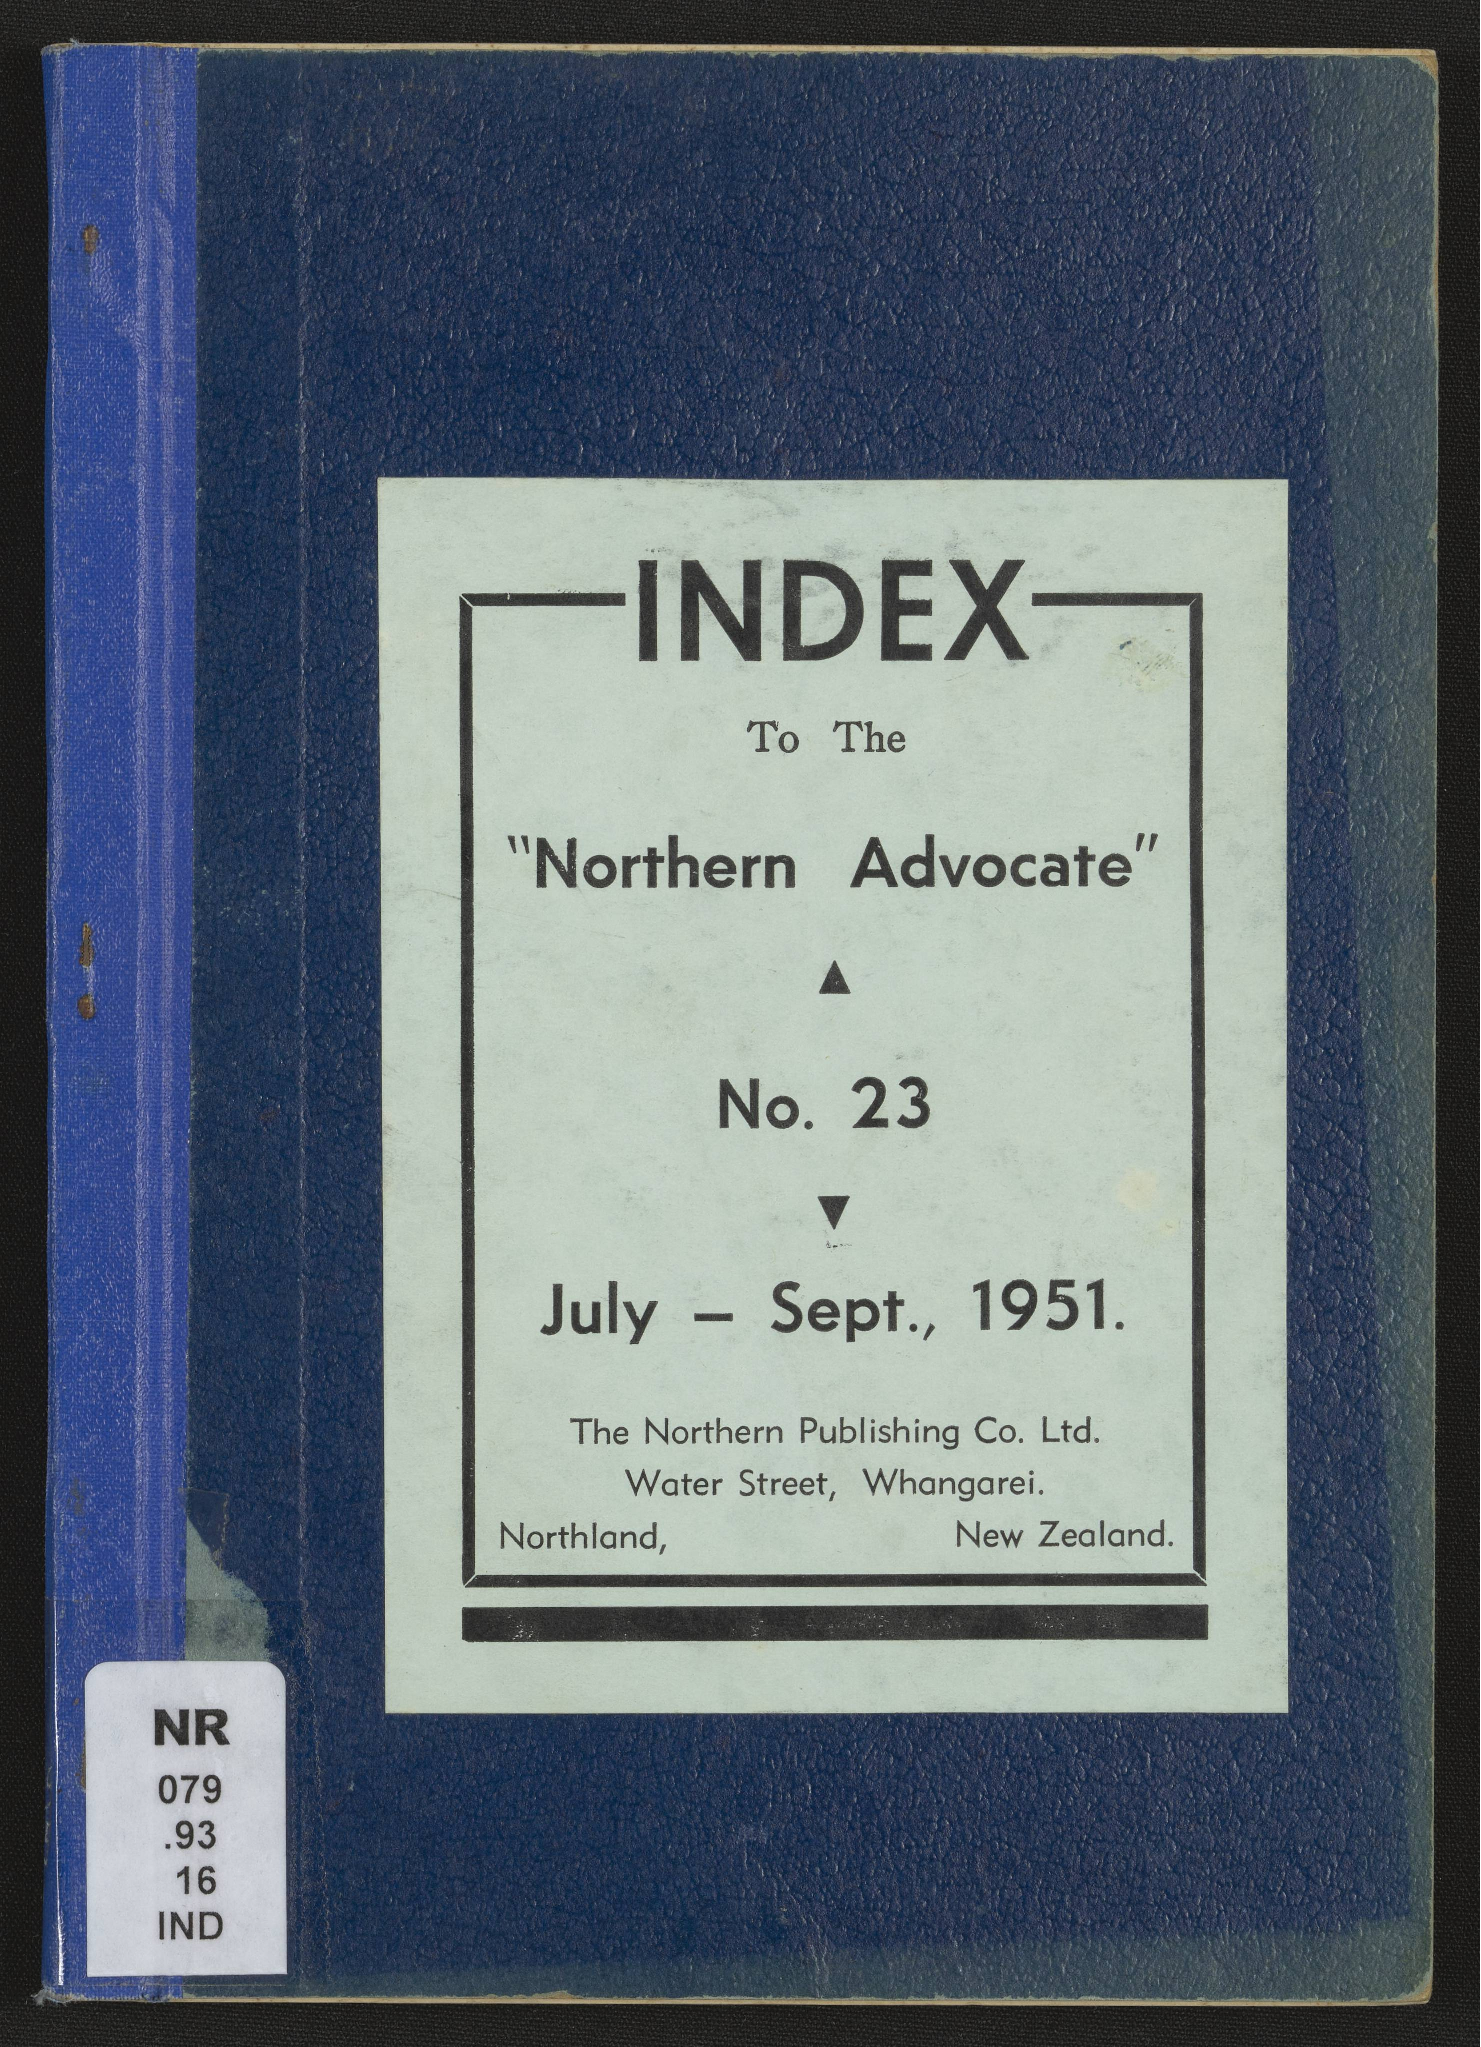 INDEX
To The
"Northern Advocate"
No. 23
July – Sept., 1951.
The Northern Publishing Co. Ltd.
Water Street, Whangarei.
Northland, New Zealand.
NR
079
.93
16
IND